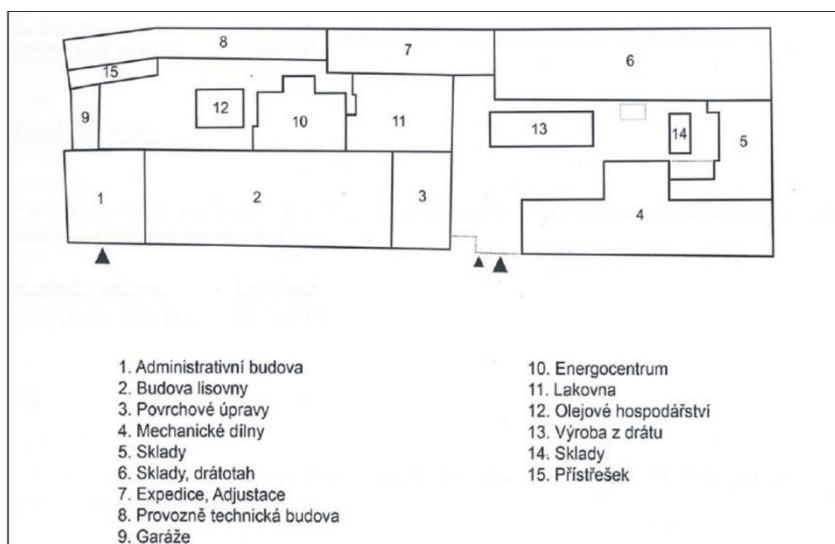 8
7
6
15
9
12
10
11
13
14
5
1
2
3
4
1. Administrativní budova
2. Budova lisovny
3. Povrchové úpravy
4. Mechanické dílny
5. Sklady
6. Sklady, drátotah
7. Expedice, Adjustace
8. Provozně technická budova
9. Garáže
10. Energocentrum
11. Lakovna
12. Olejové hospodářství
13. Výroba z drátu
14. Sklady
15. Přístřešek